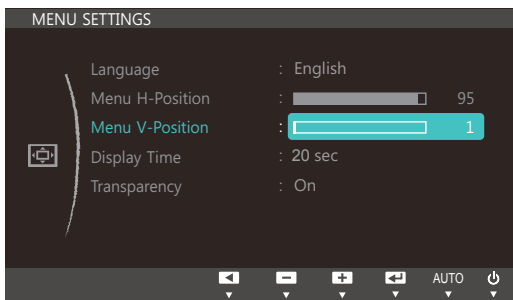 MENU SETTINGS
Language : English
Menu H-Position : 95
Menu V-Position : 1
Display Time : 20 sec
Transparency : On
AUTO